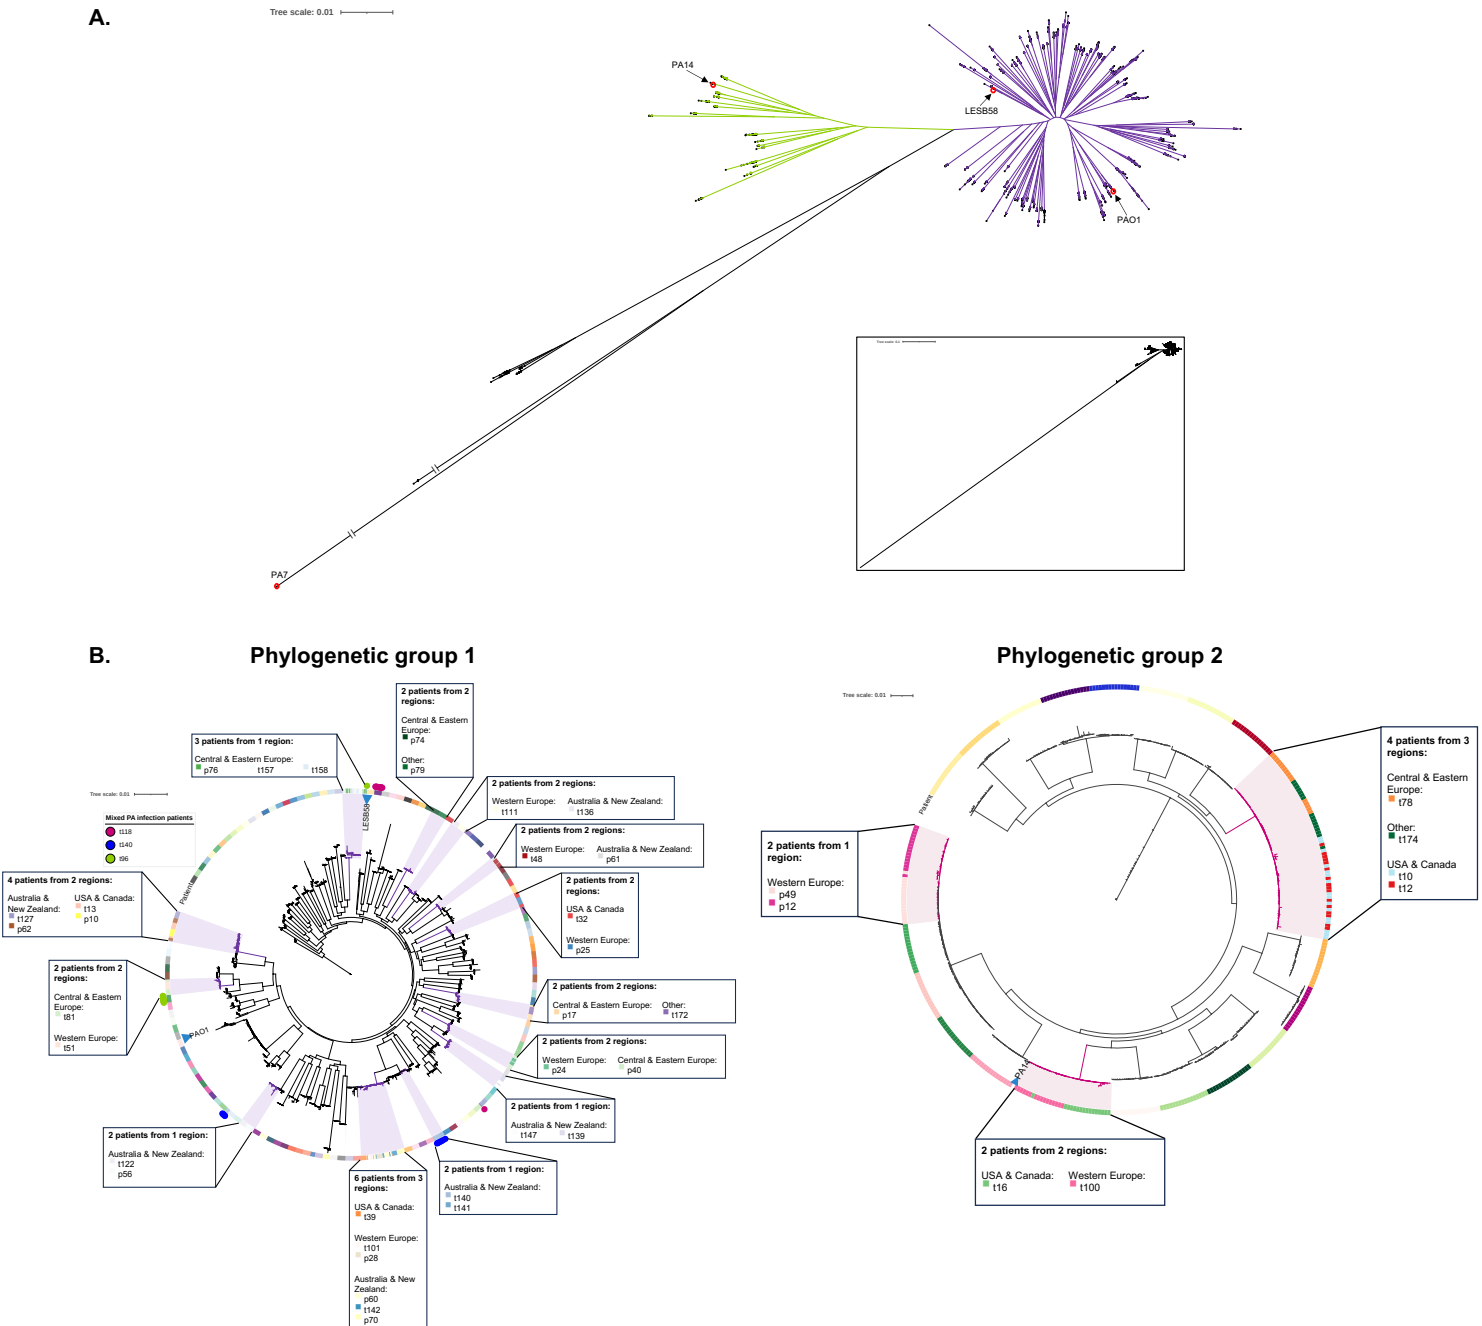 A.
Tree scale: 0.01
PA14
LESB58
PAO1
PA7
Tree scale: 0.1
B.
Phylogenetic group 1
Phylogenetic group 2
2 patients from 2
regions:
Central & Eastern
Europe:
p74
Other:
p79
3 patients from 1 region:
Central & Eastern Europe:
p76 t157 t158
2 patients from 2 regions:
Western Europe: Australia & New Zealand:
t111 t136
2 patients from 2 regions:
Western Europe: Australia & New Zealand:
t48 p61
2 patients from 2
regions:
USA & Canada
t32
Western Europe:
p25
2 patients from 2 regions:
Central & Eastern Europe: Other:
p17 t172
2 patients from 2 regions:
Western Europe: Central & Eastern Europe:
p24 p40
2 patients from 1 region:
Australia & New Zealand:
t147 t139
2 patients from 1 region:
Australia & New Zealand:
t140
t141
6 patients from 3
regions:
USA & Canada:
t39
Western Europe:
t101
p28
Australia & New
Zealand:
p60
t142
p70
2 patients from 1 region:
Australia & New Zealand:
t122
p56
2 patients from 2
regions:
Central & Eastern
Europe:
t81
Western Europe:
t51
4 patients from 2 regions:
Australia & USA & Canada:
New Zealand: t13
t127 p10
p62
Tree scale: 0.01
Mixed PA infection patients
t118
t140
t96
Patient
LESB58
PAO1
Tree scale: 0.01
Patient
PA14
4 patients from 3
regions:
Central & Eastern
Europe:
t78
Other:
t174
USA & Canada
t10
t12
2 patients from 1
region:
Western Europe:
p49
p12
2 patients from 2 regions:
USA & Canada: Western Europe:
t16 t100